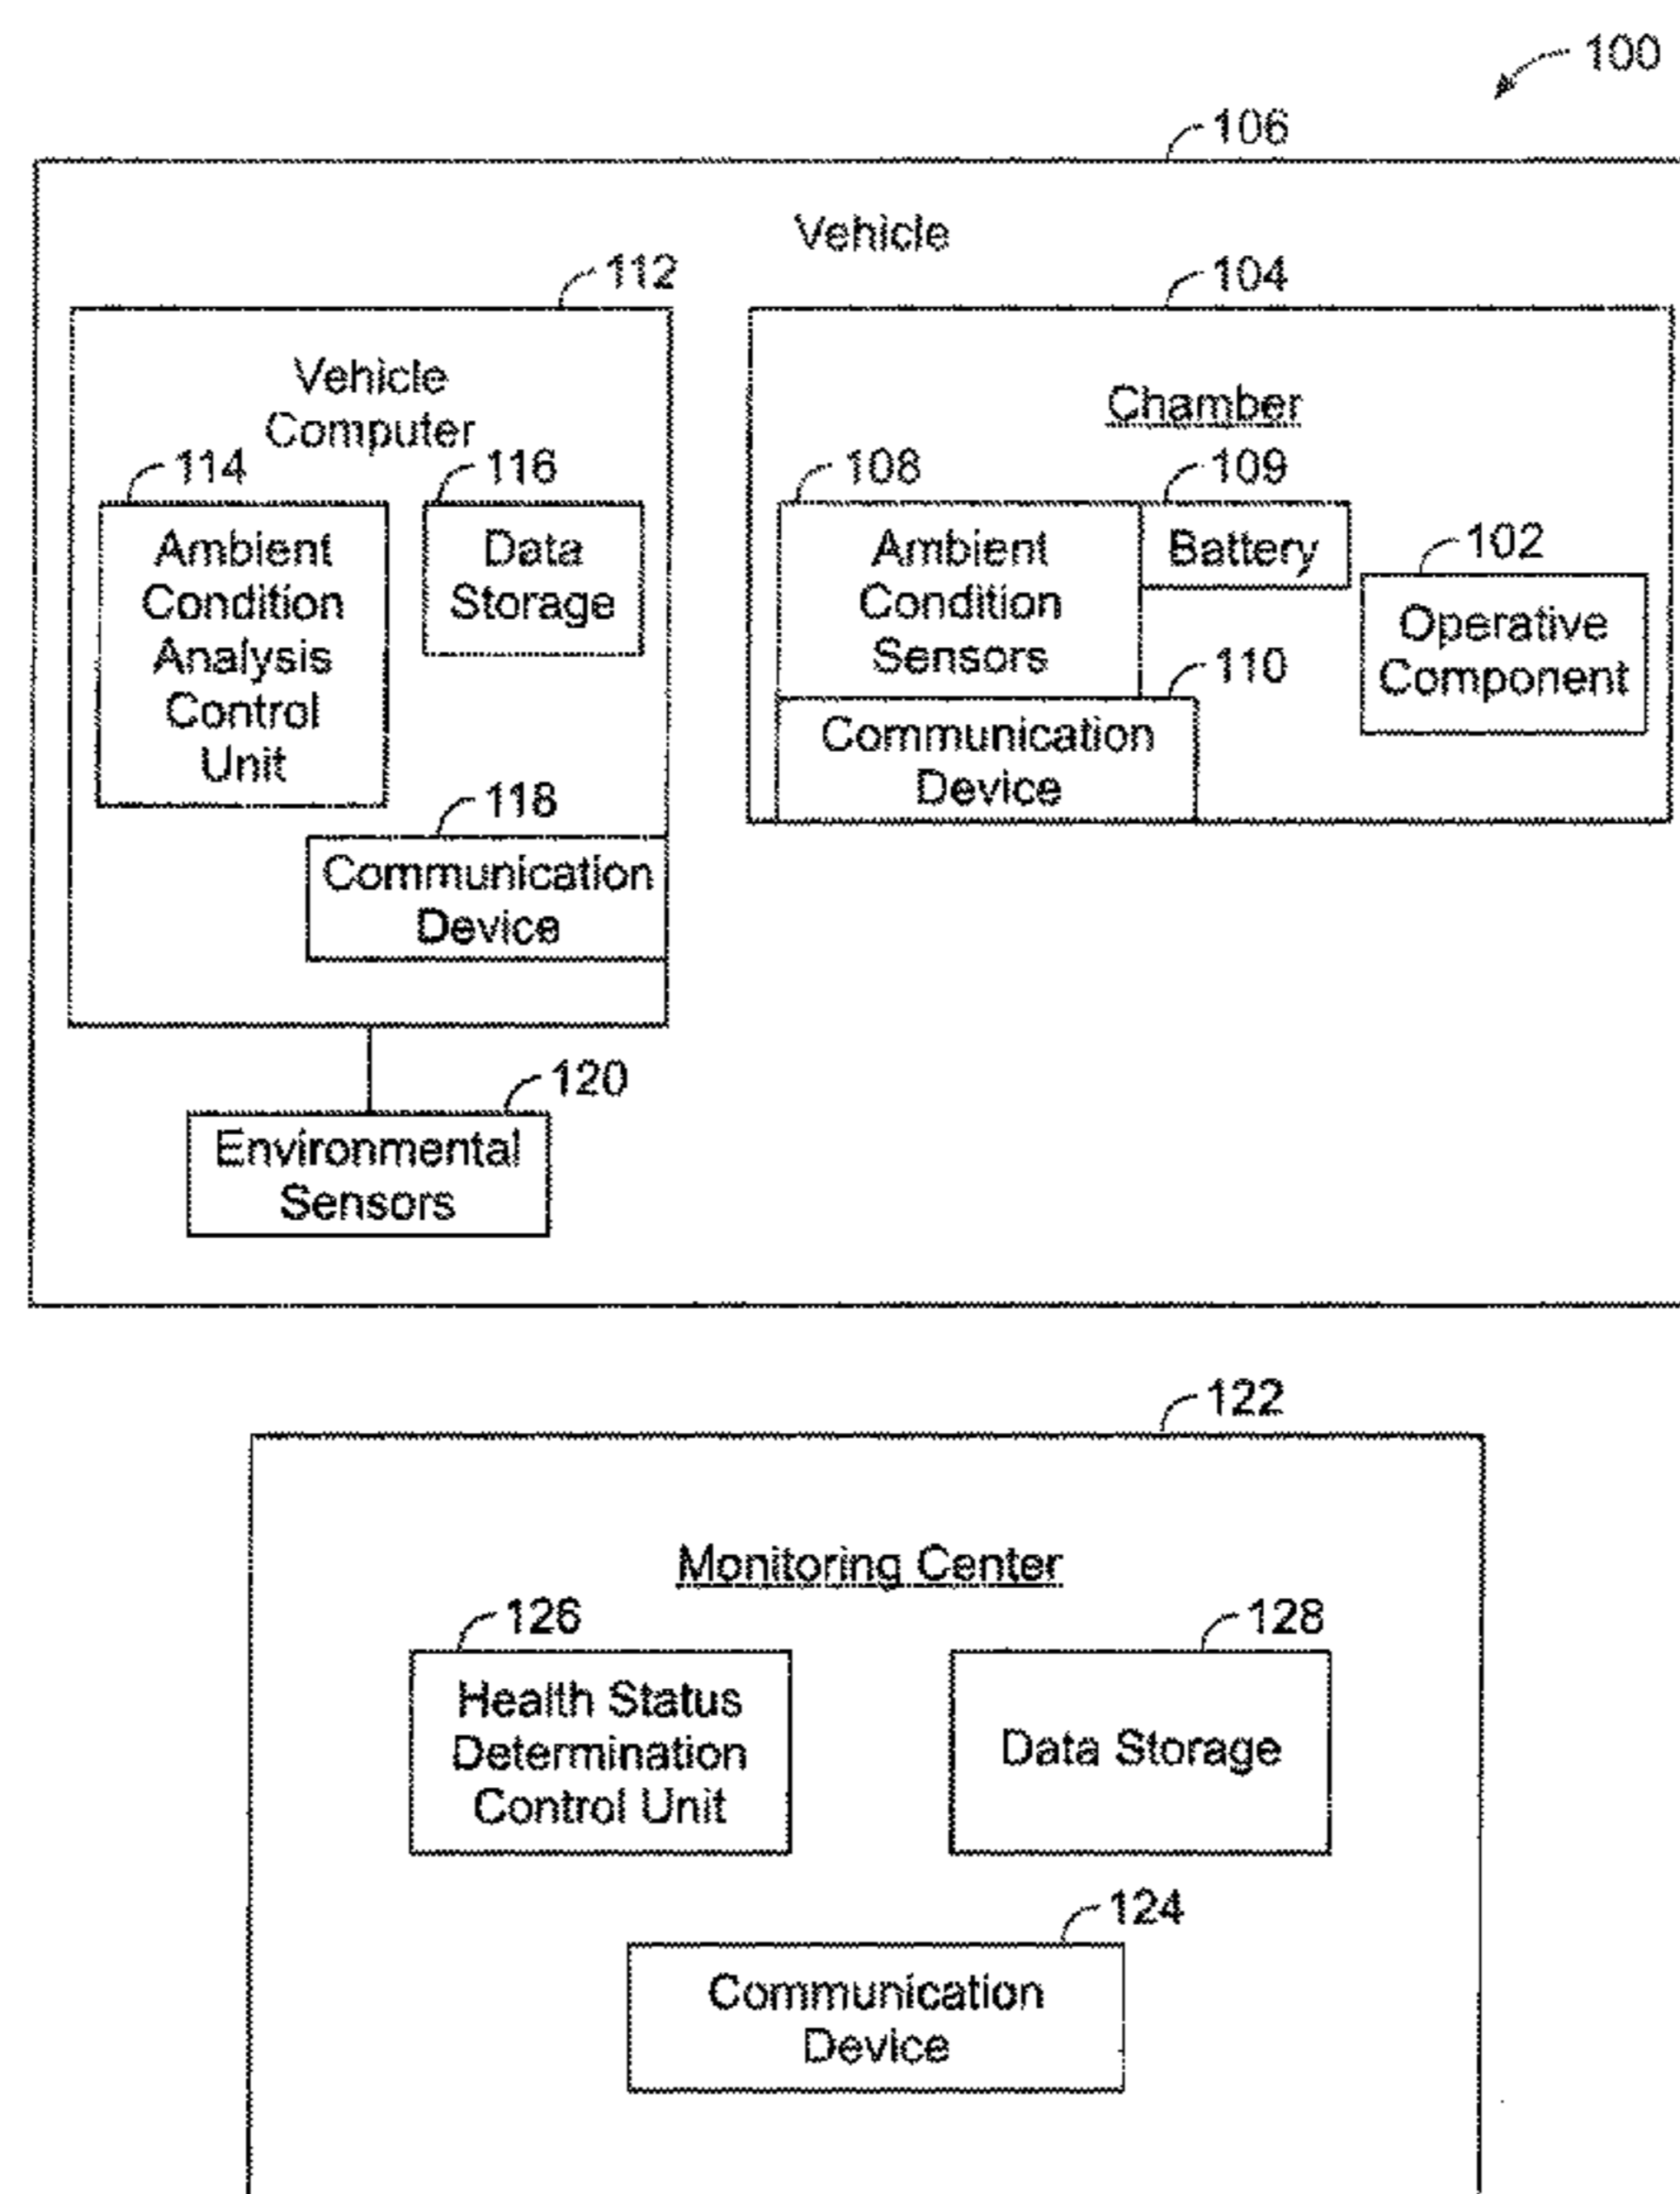 100
106
Vehicle
112
Vehicle
Computer
114
Ambient
Condition
Analysis
Control
Unit
116
Data
Storage
118
Communication
Device
120
Environmental
Sensors
104
Chamber
108
Ambient
Condition
Sensors
109
Battery
110
Communication
Device
102
Operative
Component
122
Monitoring Center
126
Health Status
Determination
Control Unit
128
Data Storage
124
Communication
Device